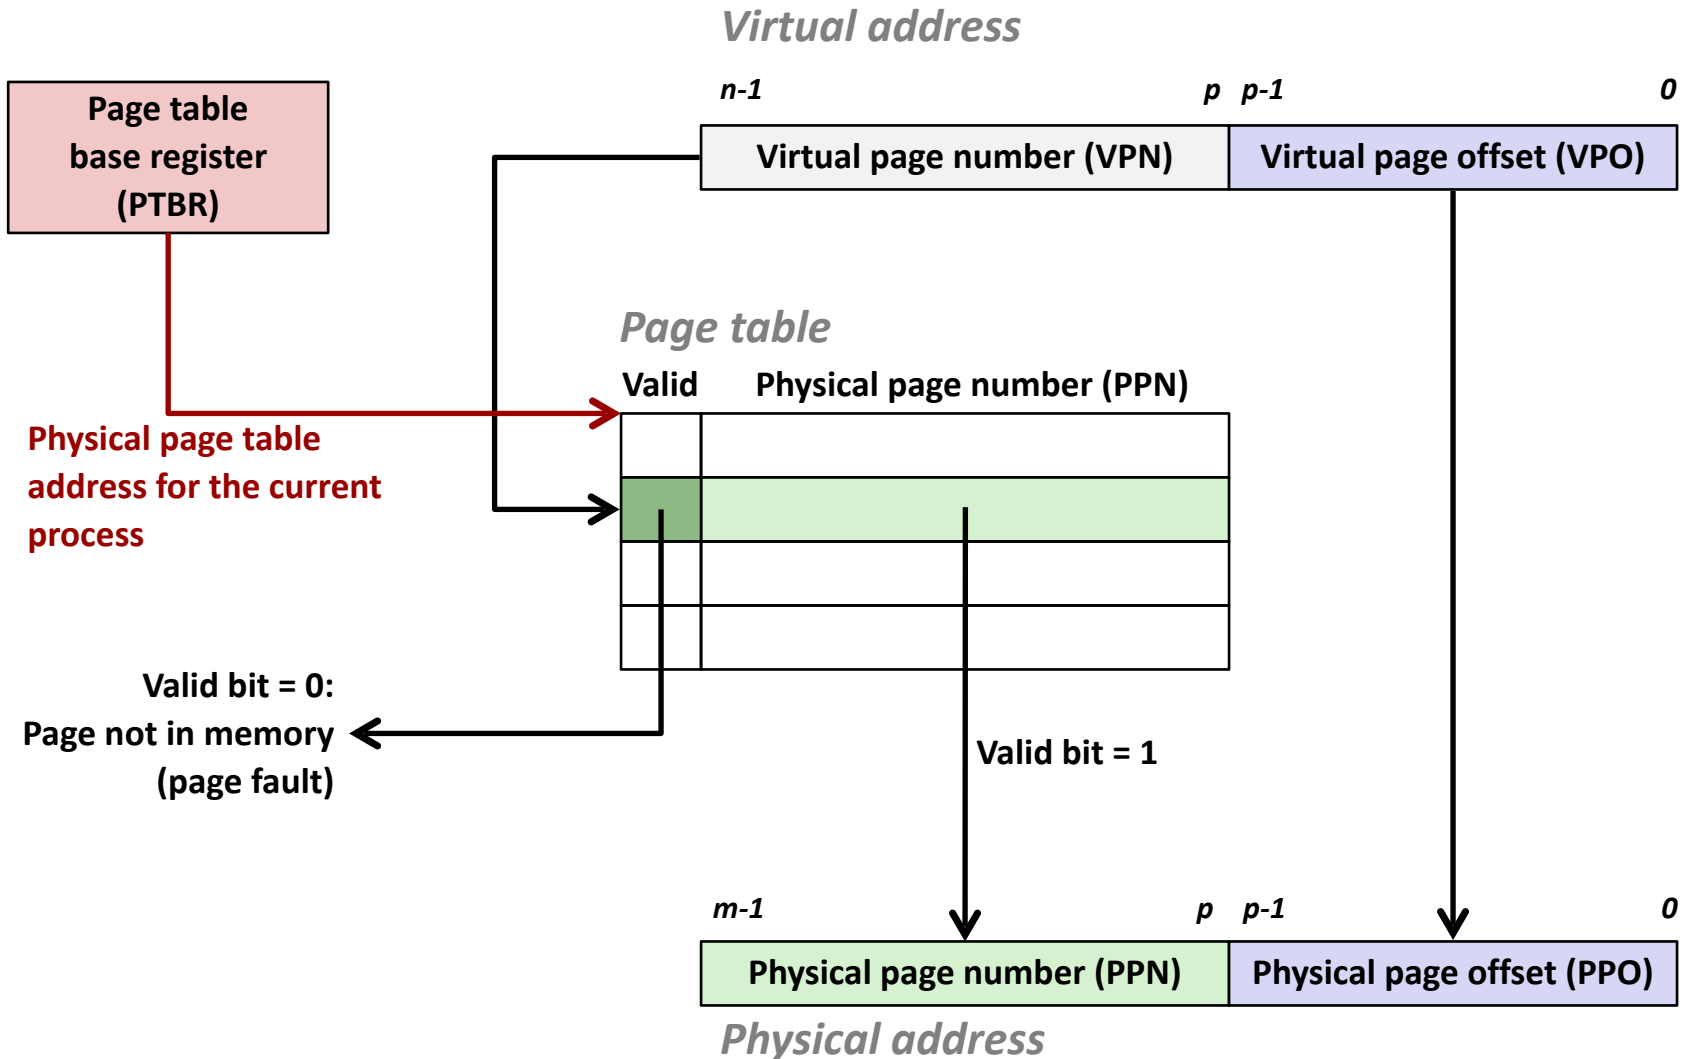 Virtual address
n-1 p p-1 0
Page table
base register
(PTBR)
Virtual page number (VPN) Virtual page offset (VPO)
Page table
Valid Physical page number (PPN)
Physical page table
address for the current
process
Valid bit = 0:
Page not in memory
(page fault)
Valid bit = 1
m-1 p p-1 0
Physical page number (PPN) Physical page offset (PPO)
Physical address